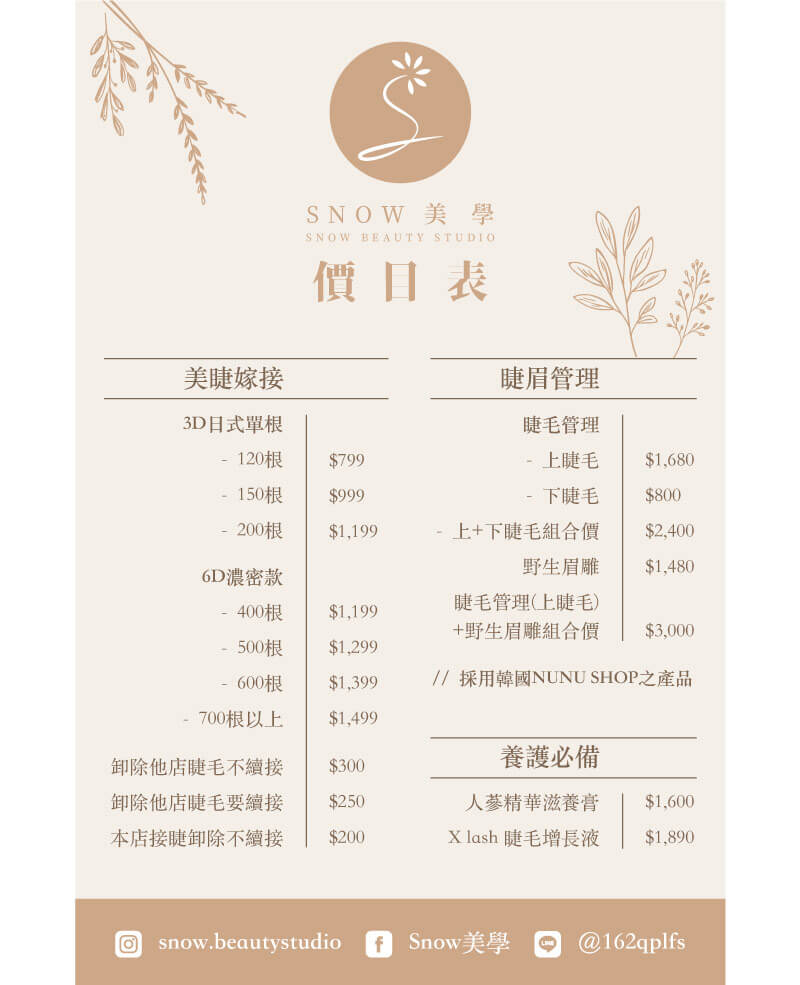 SNOW 美學
SNOW BEAUTY STUDIO
價目表
美睫嫁接
3D日式單根
- 120根 $799
- 150根 $999
- 200根 $1,199
6D濃密款
- 400根 $1,199
- 500根 $1,299
- 600根 $1,399
- 700根以上 $1,499
卸除他店睫毛不續接 $300
卸除他店睫毛要續接 $250
本店接睫卸除不續接 $200
睫眉管理
睫毛管理
- 上睫毛 $1,680
- 下睫毛 $800
- 上+下睫毛組合價 $2,400
野生眉雕 $1,480
睫毛管理(上睫毛)
+野生眉雕組合價 $3,000
// 採用韓國NUNU SHOP之產品
養護必備
人蔘精華滋養膏 $1,600
X lash 睫毛增長液 $1,890
snow.beautystudio Snow美學 LINE @162qplfs